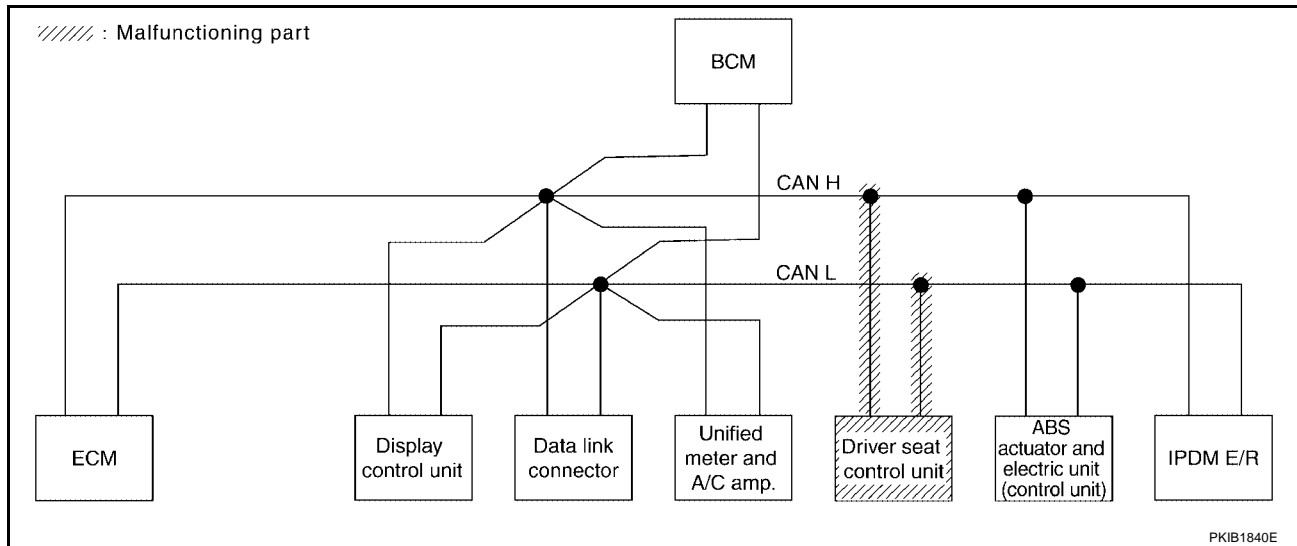 : Malfunctioning part
BCM
CAN H
CAN L
ECM
Display
control unit
Data link
connector
Unified
meter and
A/C amp.
Driver seat
control unit
ABS
actuator and
electric unit
(control unit)
IPDM E/R
PKIB1840E